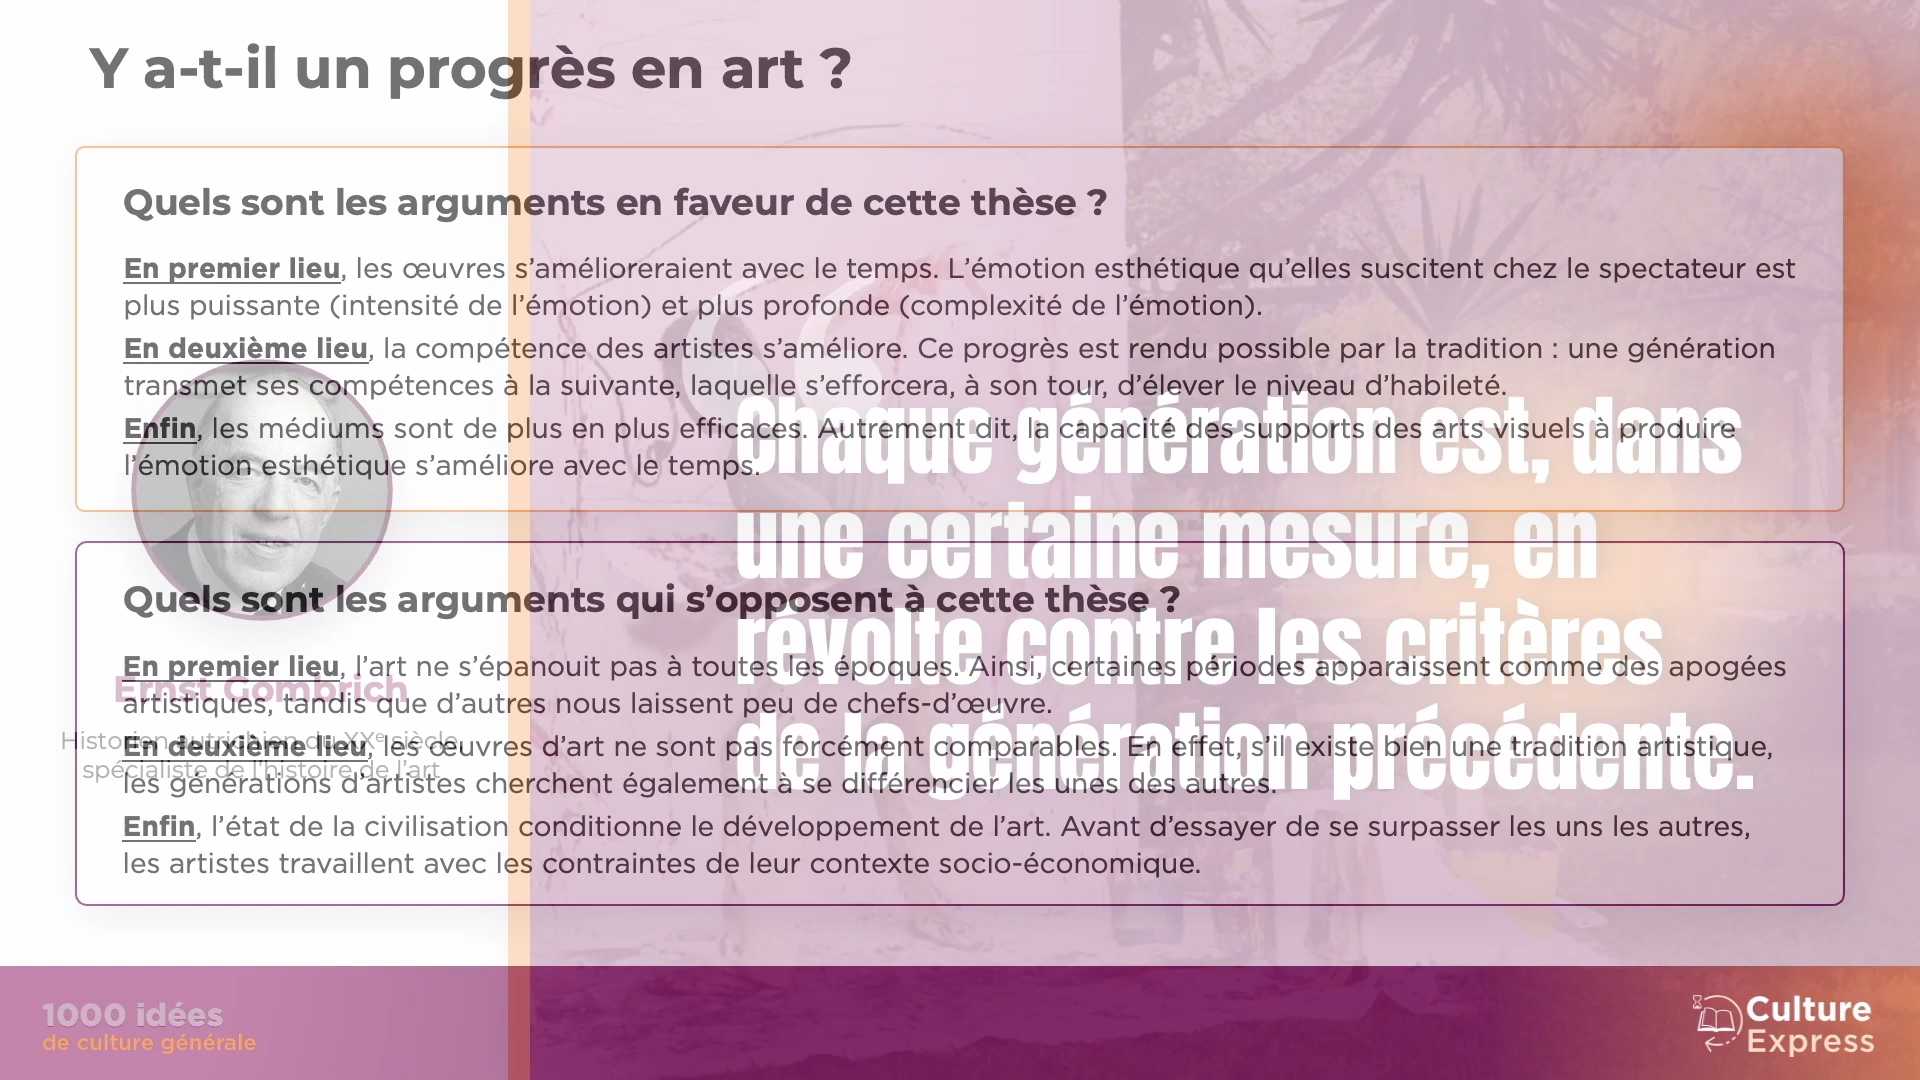 Y a-t-il un progrès en art ?
Quels sont les arguments en faveur de cette thèse ?
En premier lieu, les œuvres s’amélioreraient avec le temps. L’émotion esthétique qu’elles suscitent chez le spectateur est
plus puissante (intensité de l’émotion) et plus profonde (complexité de l’émotion).
En deuxième lieu, la compétence des artistes s’améliore. Ce progrès est rendu possible par la tradition : une génération
transmet ses compétences à la suivante, laquelle s’efforcera, à son tour, d’élever le niveau d’habileté.
Enfin, les médiums sont de plus en plus efficaces. Autrement dit, la capacité des supports des arts visuels à produire
l’émotion esthétique s’améliore avec le temps.
Quels sont les arguments qui s’opposent à cette thèse ?
En premier lieu, l’art ne s’épanouit pas à toutes les époques. Ainsi, certaines périodes apparaissent comme des apogées
artistiques, tandis que d’autres nous laissent peu de chefs-d’œuvre.
En deuxième lieu, les œuvres d’art ne sont pas forcément comparables. En effet, s’il existe bien une tradition artistique,
les générations d’artistes cherchent également à se différencier les unes des autres.
Enfin, l’état de la civilisation conditionne le développement de l’art. Avant d’essayer de se surpasser les uns les autres,
les artistes travaillent avec les contraintes de leur contexte socio-économique.
Ernst Gombrich
Historien autrichien du XXe siècle,
spécialiste de l’histoire de l’art
Chaque génération est, dans
une certaine mesure, en
révolte contre les critères
de la génération précédente.
1000 idées
de culture générale
Culture
Express